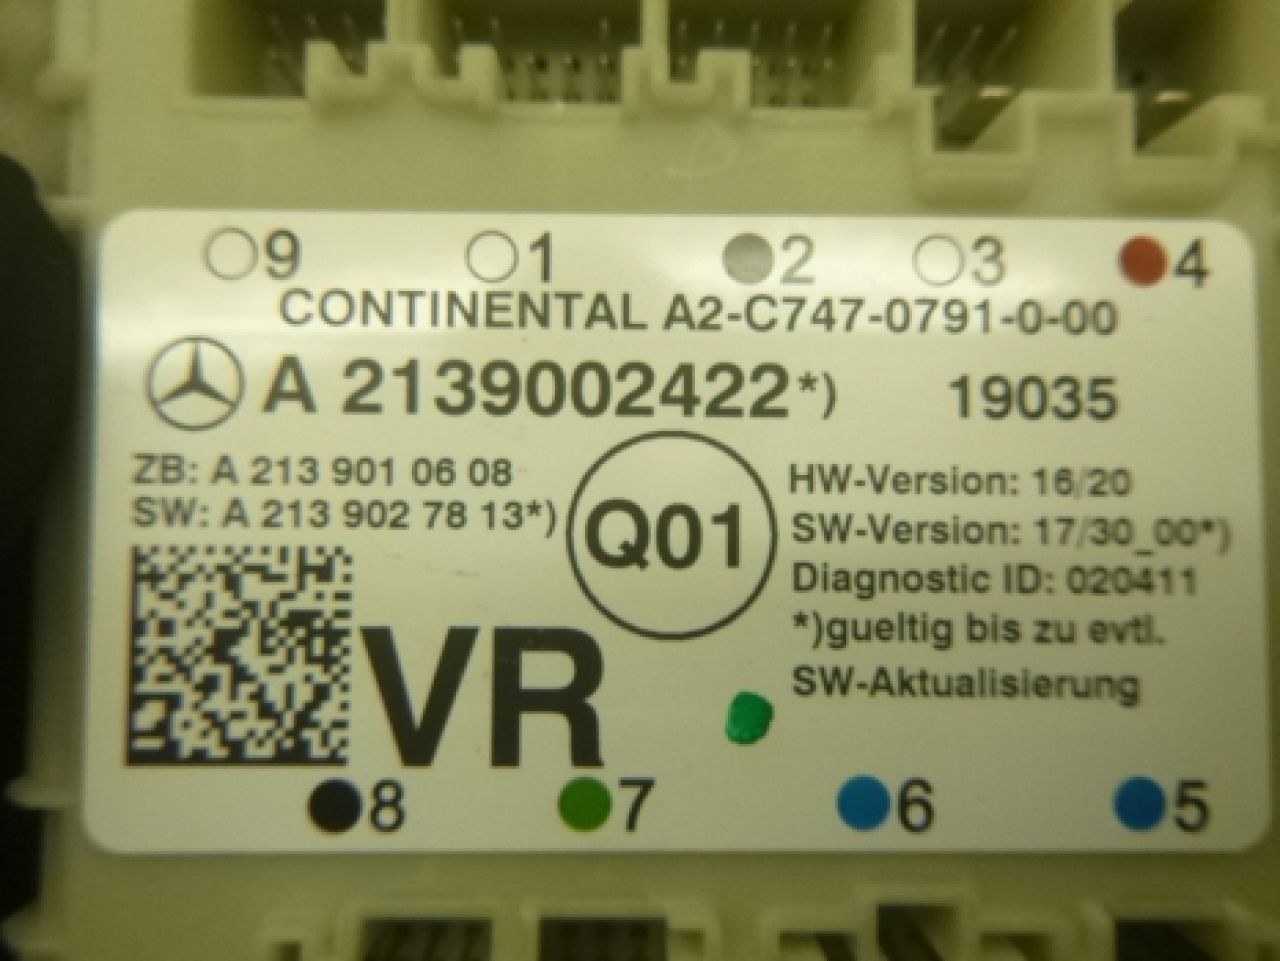 9 1 2 3 4
CONTINENTAL A2-C747-0791-0-00
A 2139002422*) 19035
ZB: A 213 901 06 08
SW: A 213 902 78 13*)
Q01
HW-Version: 16/20
SW-Version: 17/30_00*)
Diagnostic ID: 020411
*)gueltig bis zu evtl.
SW-Aktualisierung
VR
8 7 6 5